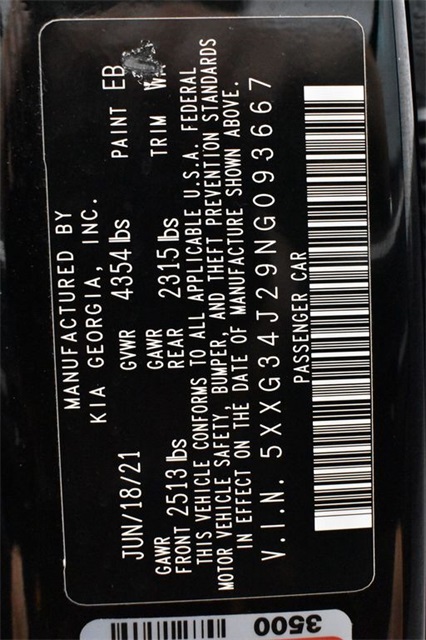 MANUFACTURED BY
KIA GEORGIA, INC.
JUN/18/21 GVWR 4354 lbs PAINT EB
GAWR FRONT 2513 lbs GAWR REAR 2315 lbs TRIM
THIS VEHICLE CONFORMS TO ALL APPLICABLE U.S.A. FEDERAL
MOTOR VEHICLE SAFETY, BUMPER, AND THEFT PREVENTION STANDARDS
IN EFFECT ON THE DATE OF MANUFACTURE SHOWN ABOVE.
V.I.N. 5XXG34J29NG093667
PASSENGER CAR
3500